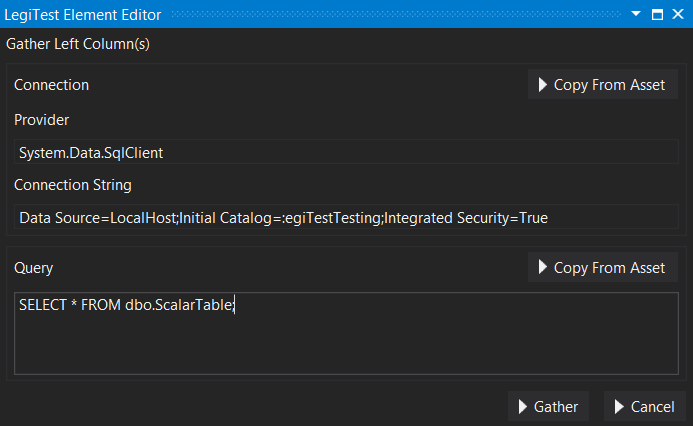 LegiTest Element Editor
Gather Left Column(s)
Connection
Copy From Asset
Provider
System.Data.SqlClient
Connection String
Data Source=LocalHost;Initial Catalog=:egiTestTesting;Integrated Security=True
Query
Copy From Asset
SELECT * FROM dbo.ScalarTable;
Gather
Cancel